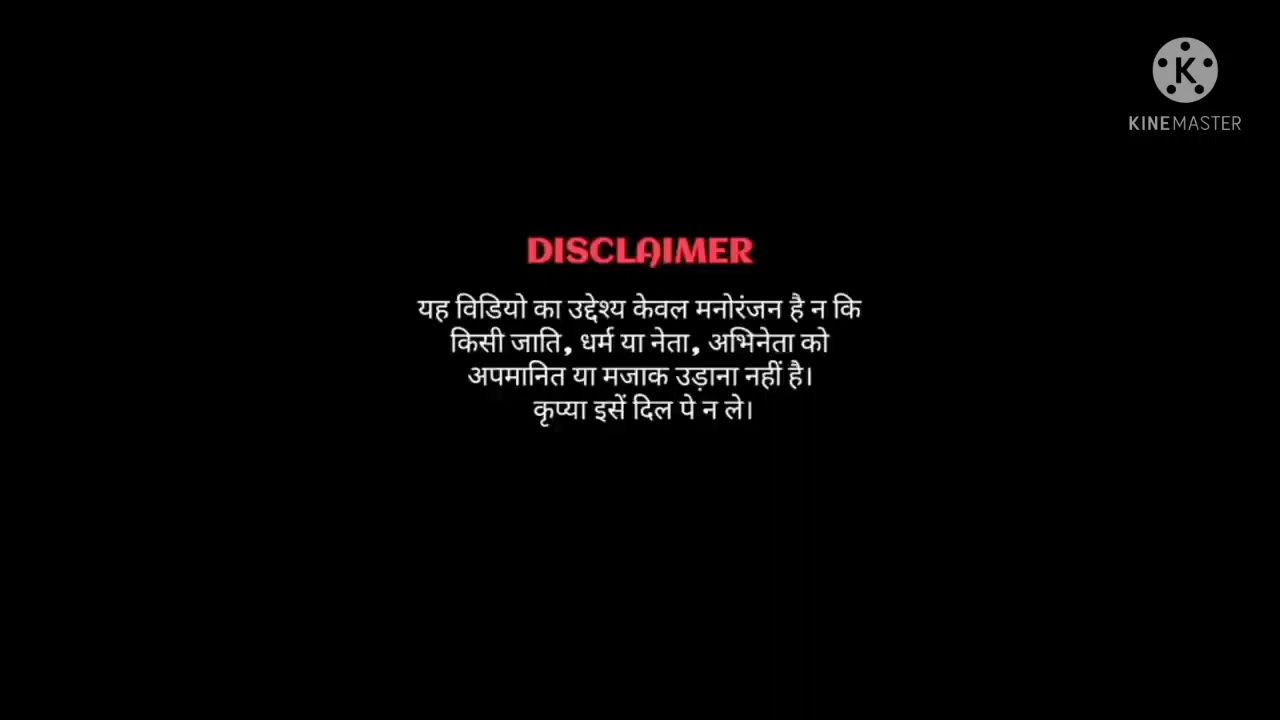 KINEMASTER
DISCLAIMER
यह विडियो का उद्देश्य केवल मनोरंजन है न कि
किसी जाति, धर्म या नेता, अभिनेता को
अपमानित या मजाक उड़ाना नहीं है।
कृप्या इसें दिल पे न ले।